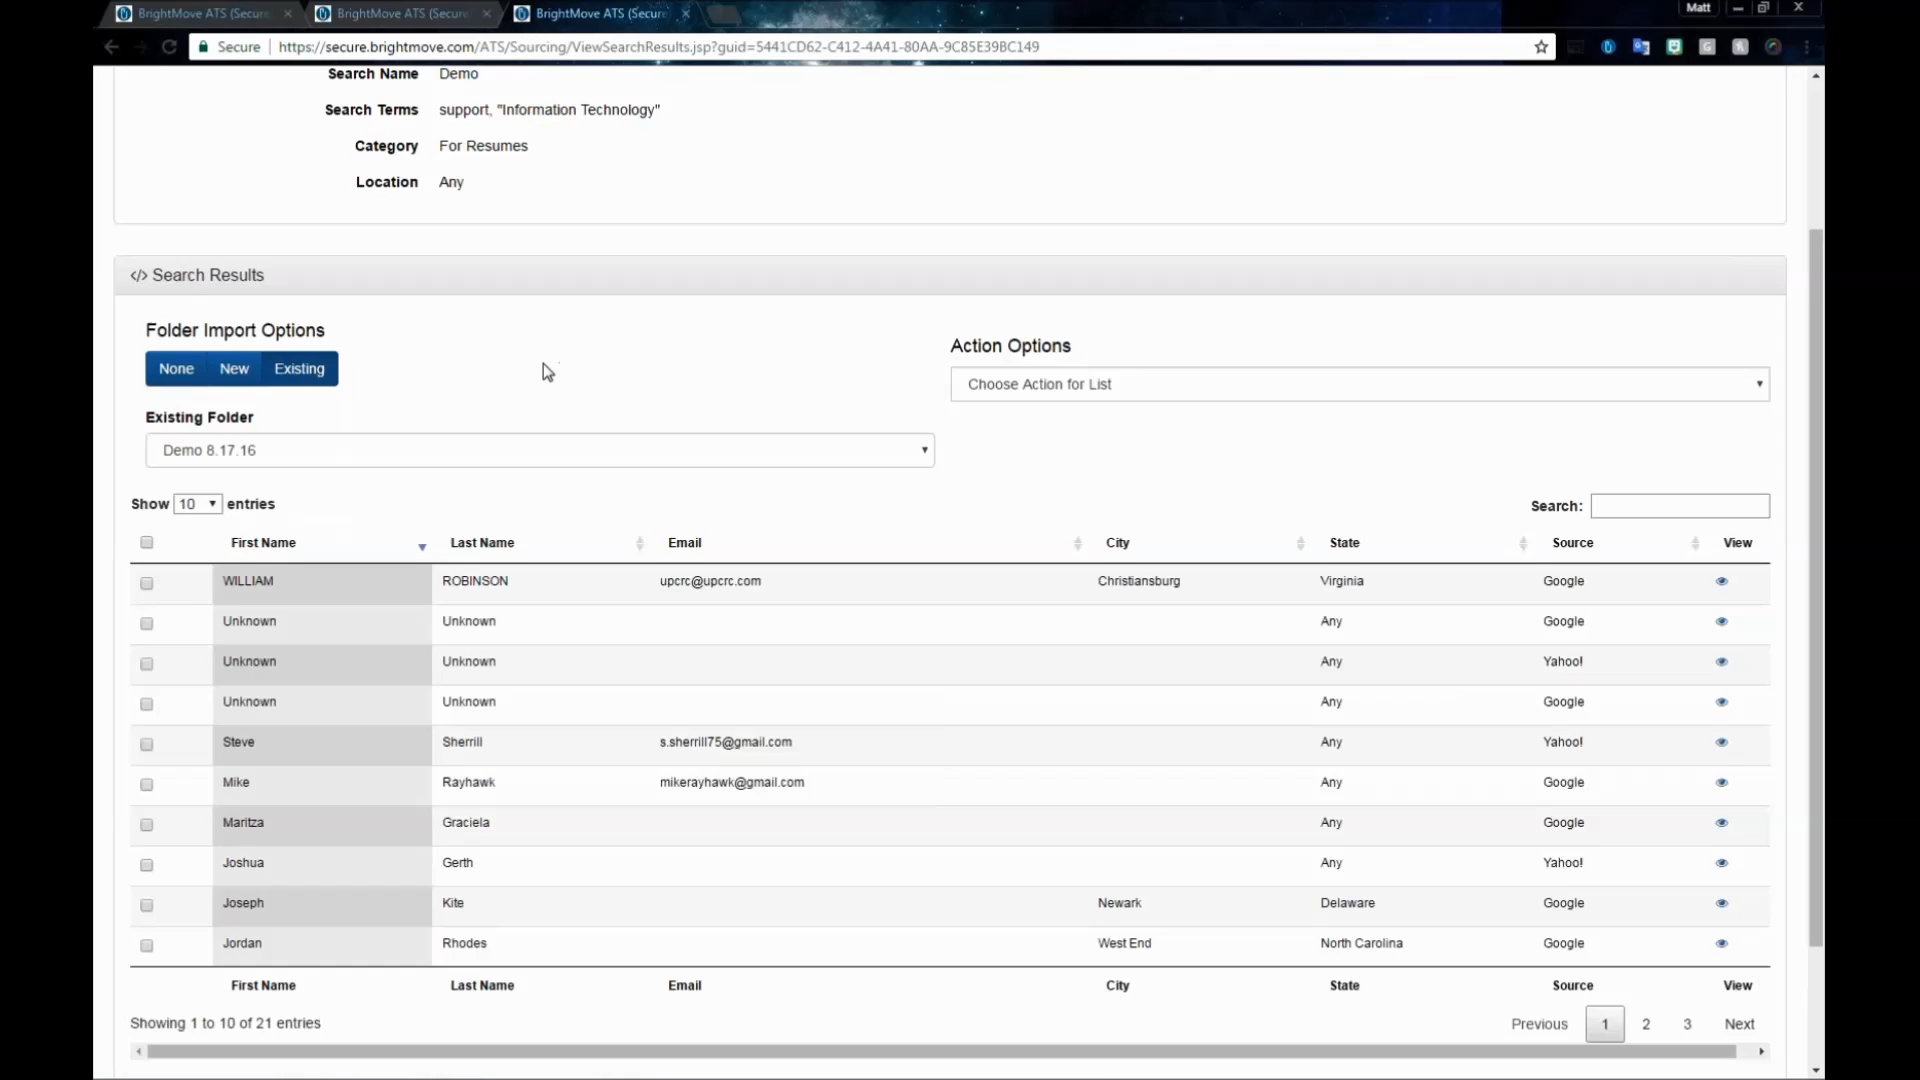 BrightMove ATS (Secure
BrightMove ATS (Secure
BrightMove ATS (Secure
Matt
Secure
https://secure.brightmove.com/ATS/Sourcing/ViewSearchResults.jsp?guid=5441CD62-C412-4A41-80AA-9C85E39BC149
Search Name Demo
Search Terms support, "Information Technology"
Category For Resumes
Location Any
</> Search Results
Folder Import Options
None New Existing
Action Options
Choose Action for List
Existing Folder
Demo 8.17.16
Show 10 entries
Search:
First Name Last Name Email City State Source View
WILLIAM ROBINSON upcrc@upcrc.com Christiansburg Virginia Google
Unknown Unknown Any Google
Unknown Unknown Any Yahoo!
Unknown Unknown Any Google
Steve Sherrill s.sherrill75@gmail.com Any Yahoo!
Mike Rayhawk mikerayhawk@gmail.com Any Google
Maritza Graciela Any Google
Joshua Gerth Any Yahoo!
Joseph Kite Newark Delaware Google
Jordan Rhodes West End North Carolina Google
First Name Last Name Email City State Source View
Showing 1 to 10 of 21 entries
Previous 1 2 3 Next